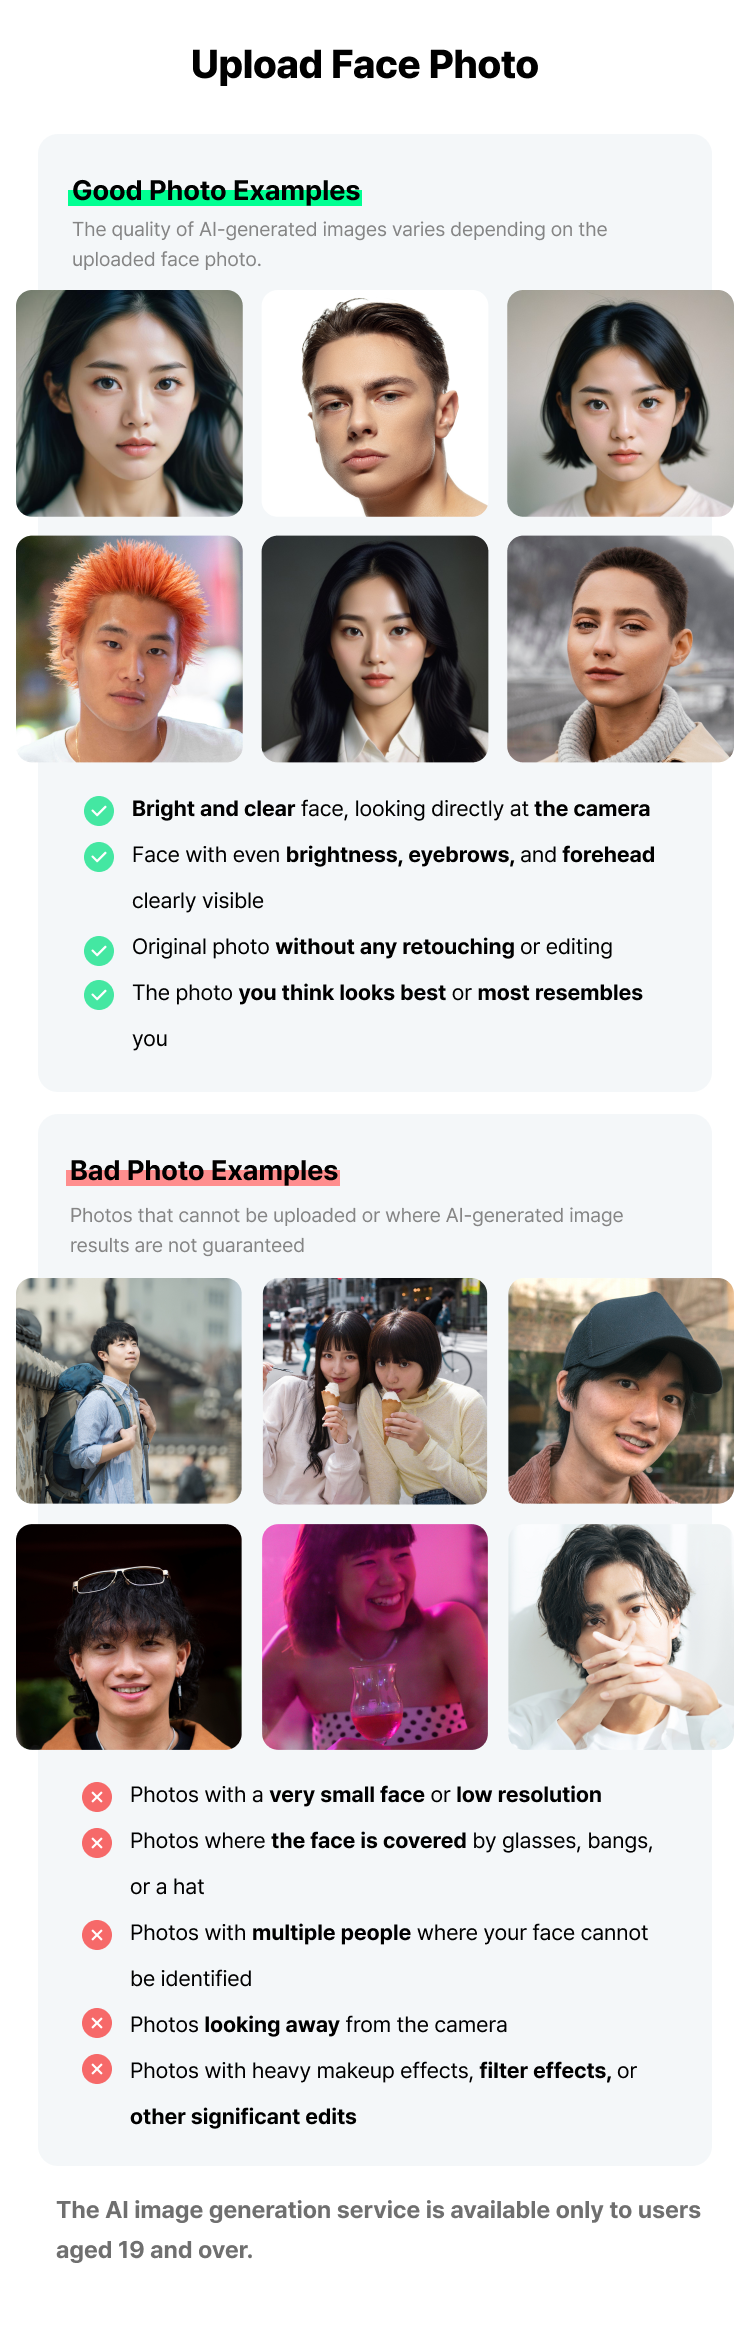 Upload Face Photo
Good Photo Examples
The quality of AI-generated images varies depending on the
uploaded face photo.
Bright and clear face, looking directly at the camera
Face with even brightness, eyebrows, and forehead
clearly visible
Original photo without any retouching or editing
The photo you think looks best or most resembles
you
Bad Photo Examples
Photos that cannot be uploaded or where AI-generated image
results are not guaranteed
Photos with a very small face or low resolution
Photos where the face is covered by glasses, bangs,
or a hat
Photos with multiple people where your face cannot
be identified
Photos looking away from the camera
Photos with heavy makeup effects, filter effects, or
other significant edits
The AI image generation service is available only to users
aged 19 and over.